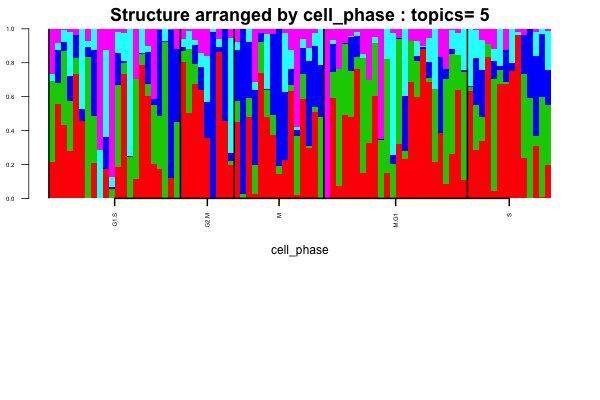 Structure arranged by cell_phase : topics= 5
1.0
0.8
0.6
0.4
0.2
0.0
G1.S
G2.M
M
M.G1
S
cell_phase